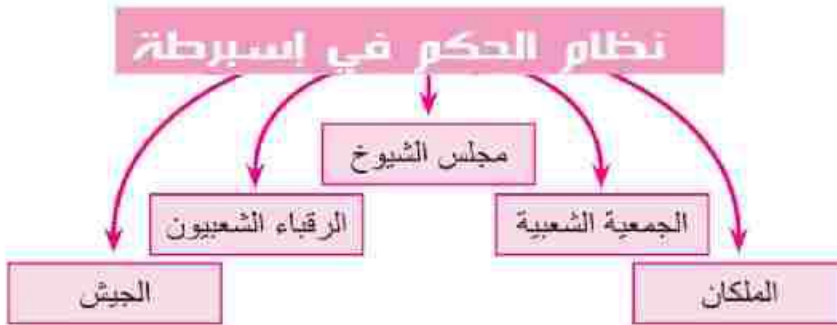 نظام الحكم في إسبرطة
مجلس الشيوخ
الجمعية الشعبية
الرقباء الشعبيون
الملكان
الجيش